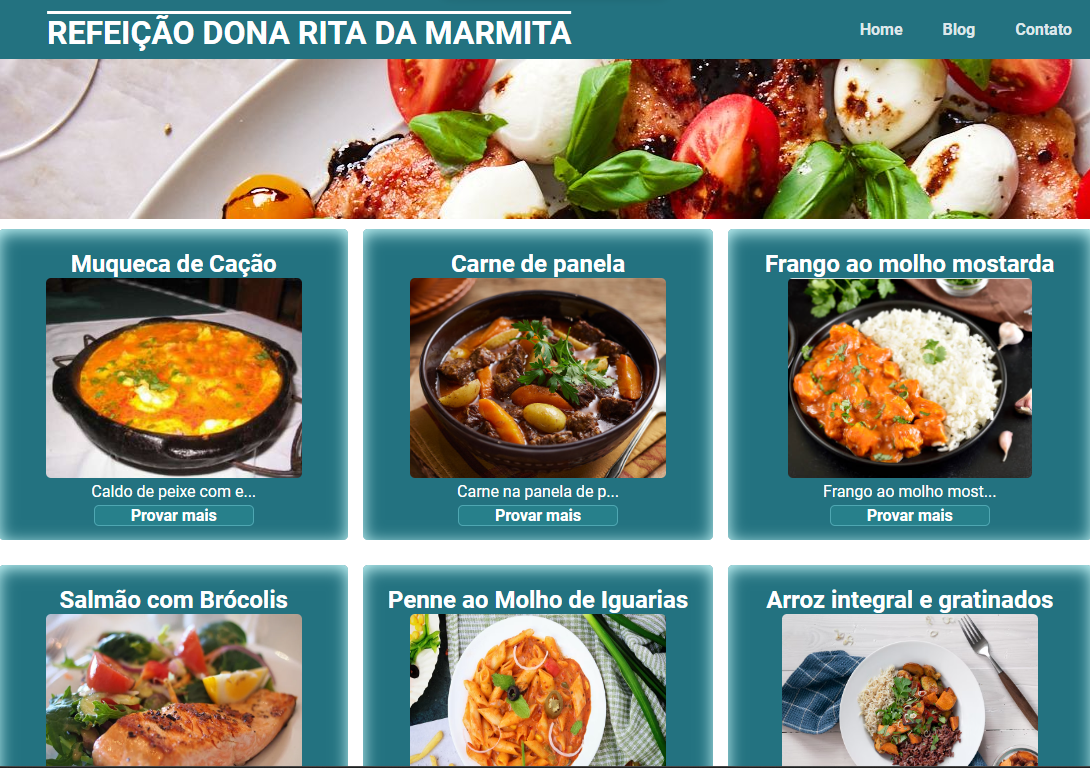 REFEIÇÃO DONA RITA DA MARMITA
Home Blog Contato
Muqueca de Cação
Carne de panela
Frango ao molho mostarda
Caldo de peixe com e...
Carne na panela de p...
Frango ao molho most...
Provar mais
Provar mais
Provar mais
Salmão com Brócolis
Penne ao Molho de Iguarias
Arroz integral e gratinados